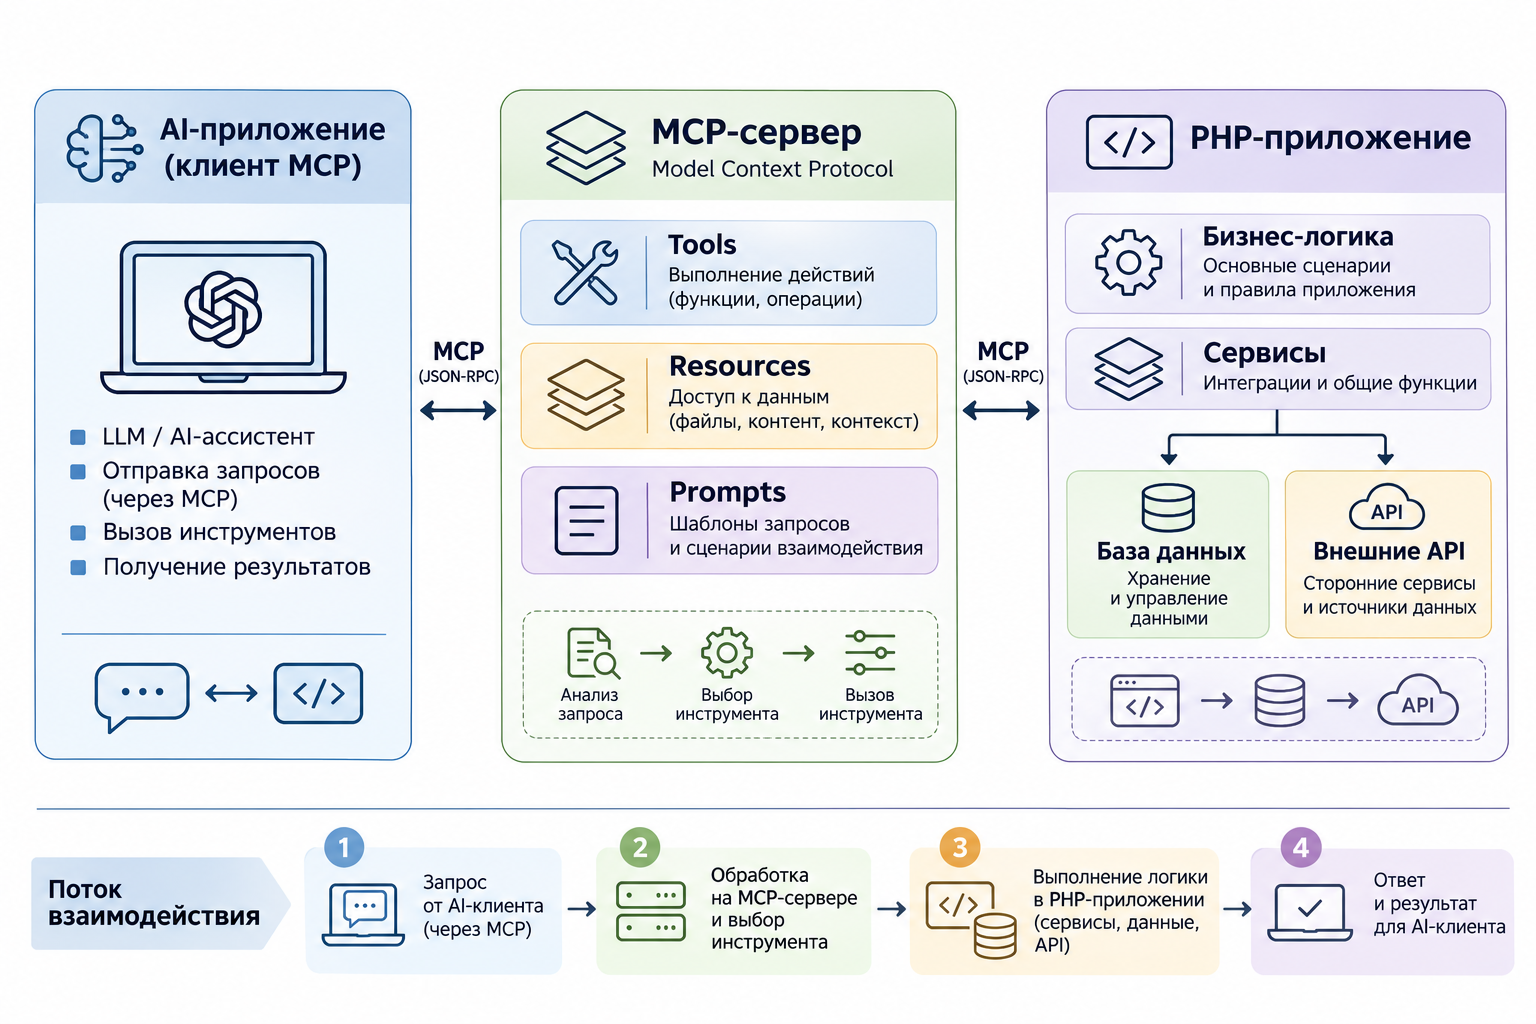 AI-приложение
(клиент MCP)
LLM / AI-ассистент
Отправка запросов
(через MCP)
Вызов инструментов
Получение результатов
MCP
(JSON-RPC)
MCP-сервер
Model Context Protocol
Tools
Выполнение действий
(функции, операции)
Resources
Доступ к данным
(файлы, контент, контекст)
Prompts
Шаблоны запросов
и сценарии взаимодействия
Анализ
запроса
Выбор
инструмента
Вызов
инструмента
MCP
(JSON-RPC)
PHP-приложение
Бизнес-логика
Основные сценарии
и правила приложения
Сервисы
Интеграции и общие функции
База данных
Хранение
и управление
данными
API
Внешние API
Сторонние сервисы
и источники данных
API
Поток
взаимодействия
1
Запрос
от AI-клиента
(через MCP)
2
Обработка
на MCP-сервере
и выбор
инструмента
3
Выполнение логики
в PHP-приложении
(сервисы, данные,
API)
4
Ответ
и результат
для AI-клиента